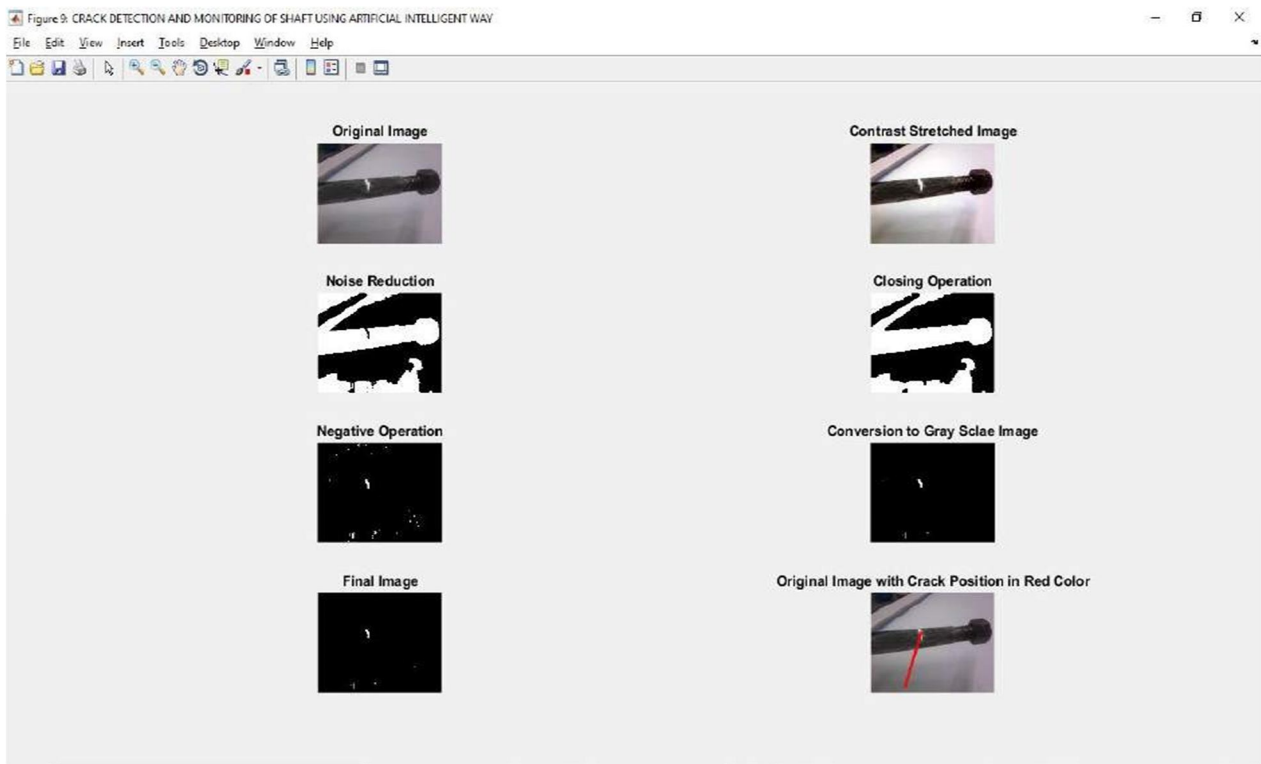 Figure 9: CRACK DETECTION AND MONITORING OF SHAFT USING ARTIFICIAL INTELLIGENT WAY
File Edit View Insert Tools Desktop Window Help
Original Image
Contrast Stretched Image
Noise Reduction
Closing Operation
Negative Operation
Conversion to Gray Sclae Image
Final Image
Original Image with Crack Position in Red Color